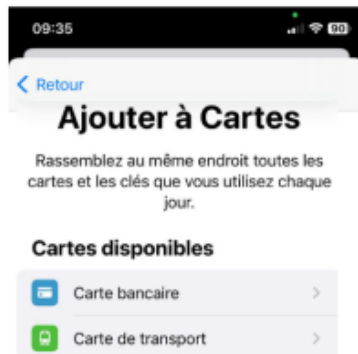 09:35
90
Retour
Ajouter à Cartes
Rassemblez au même endroit toutes les
cartes et les clés que vous utilisez chaque
jour.
Cartes disponibles
Carte bancaire
Carte de transport